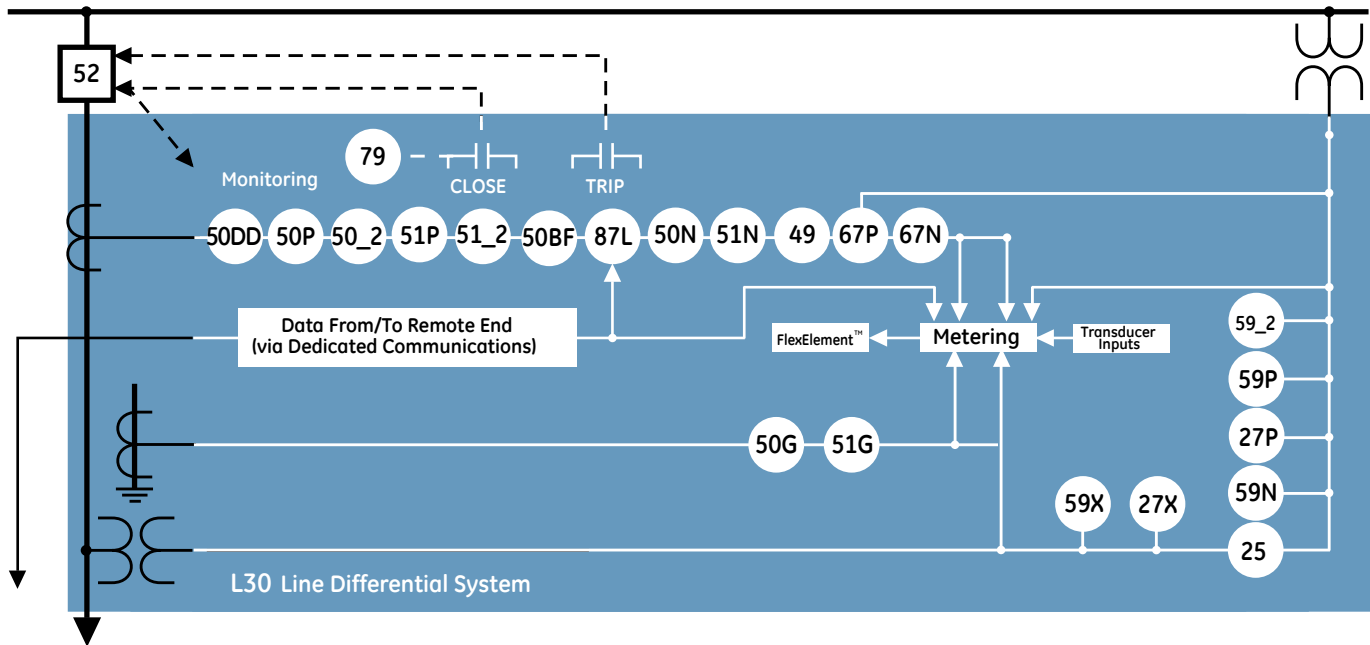 52
79
Monitoring
CLOSE
TRIP
50DD
50P
50_2
51P
51_2
50BF
87L
50N
51N
49
67P
67N
Data From/To Remote End
(via Dedicated Communications)
FlexElement™
Metering
Transducer
Inputs
59_2
59P
27P
59N
50G
51G
59X
27X
25
L30 Line Differential System